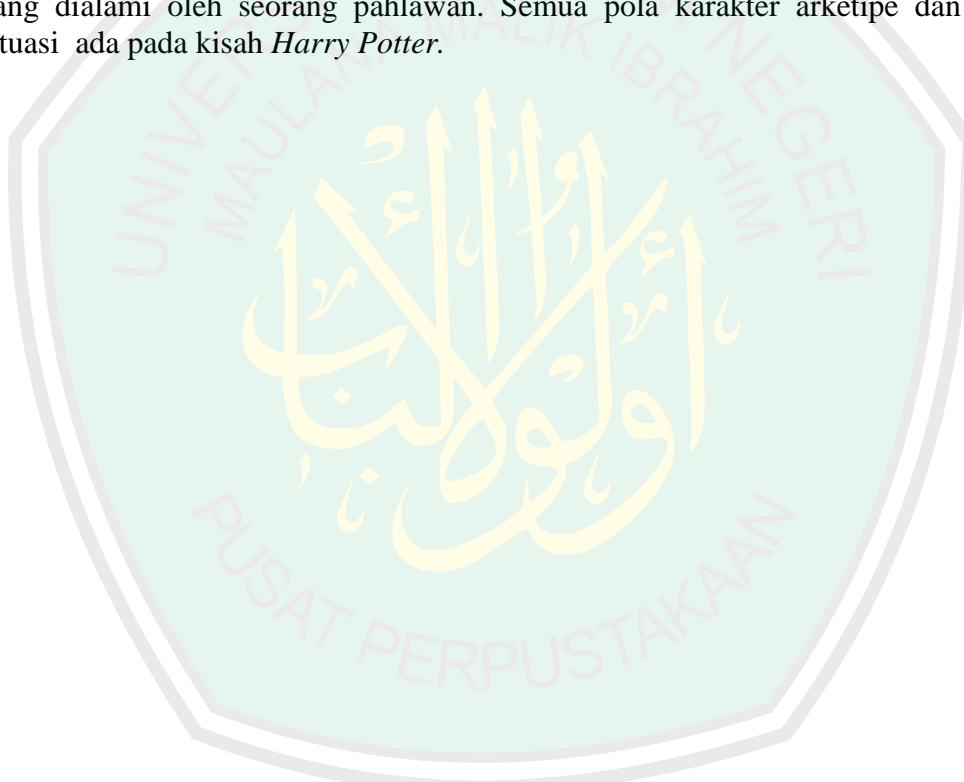 ang dialami oleh seorang pahlawan. Semua pola karakter arketipe dan
tuasi ada pada kisah Harry Potter.
UNIVERSITAS ISLAM NEGERI
MAULANA MALIK IBRAHIM
أولوا الألباب
PUSAT PERPUSTAKAAN